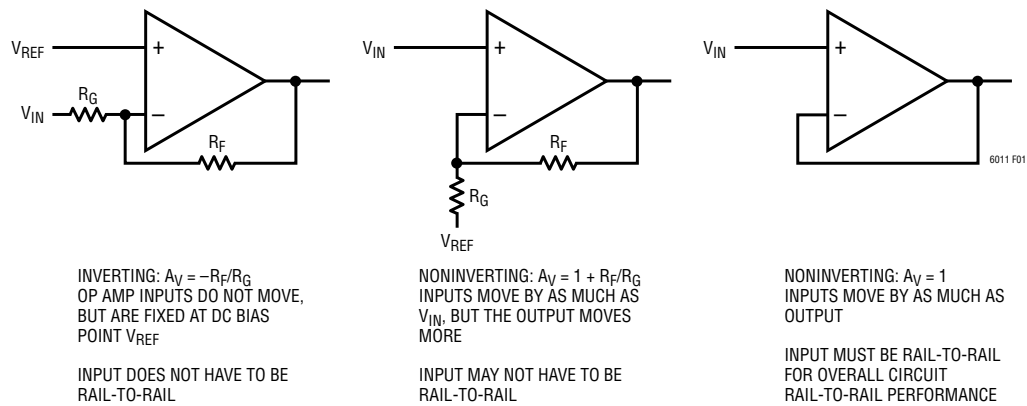 V_REF
+
V_IN
R_G
–
R_F
V_IN
+
–
R_F
R_G
V_REF
V_IN
+
–
6011 F01
INVERTING: A_V = –R_F/R_G
OP AMP INPUTS DO NOT MOVE,
BUT ARE FIXED AT DC BIAS
POINT V_REF
INPUT DOES NOT HAVE TO BE
RAIL-TO-RAIL
NONINVERTING: A_V = 1 + R_F/R_G
INPUTS MOVE BY AS MUCH AS
V_IN, BUT THE OUTPUT MOVES
MORE
INPUT MAY NOT HAVE TO BE
RAIL-TO-RAIL
NONINVERTING: A_V = 1
INPUTS MOVE BY AS MUCH AS
OUTPUT
INPUT MUST BE RAIL-TO-RAIL
FOR OVERALL CIRCUIT
RAIL-TO-RAIL PERFORMANCE